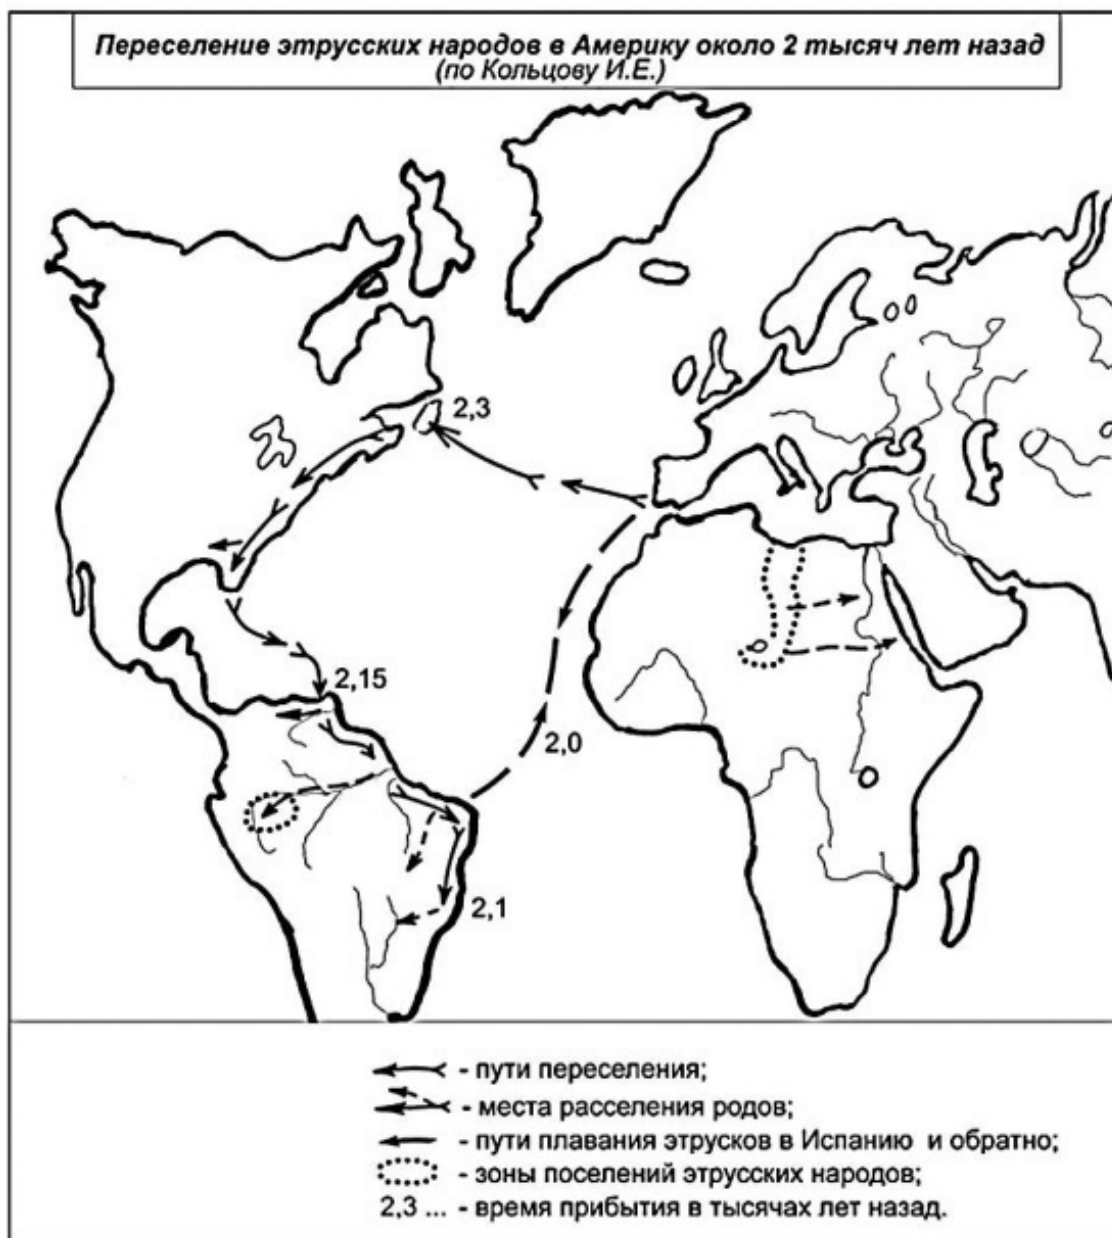 Переселение этрусских народов в Америку около 2 тысяч лет назад
(по Кольцову И.Е.)
2,3
2,15
2,0
2,1
- пути переселения;
- места расселения родов;
- пути плавания этрусков в Испанию и обратно;
- зоны поселений этрусских народов;
2,3 ... - время прибытия в тысячах лет назад.